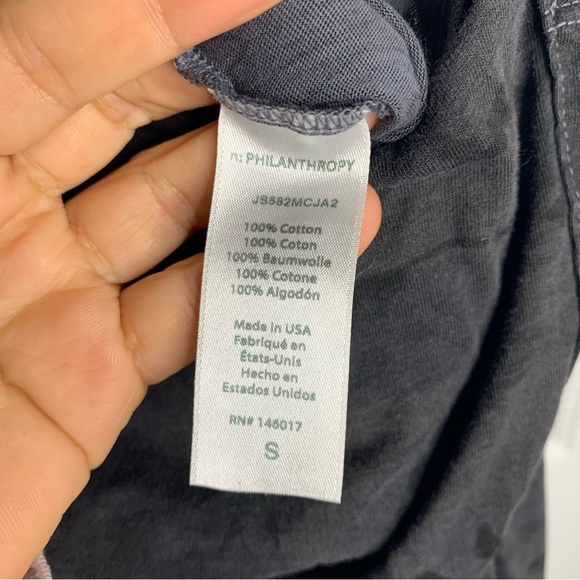 n: PHILANTHROPY
JS582MCJA2
100% Cotton
100% Coton
100% Baumwolle
100% Cotone
100% Algodón
Made in USA
Fabriqué en
États-Unis
Hecho en
Estados Unidos
RN# 146017
S